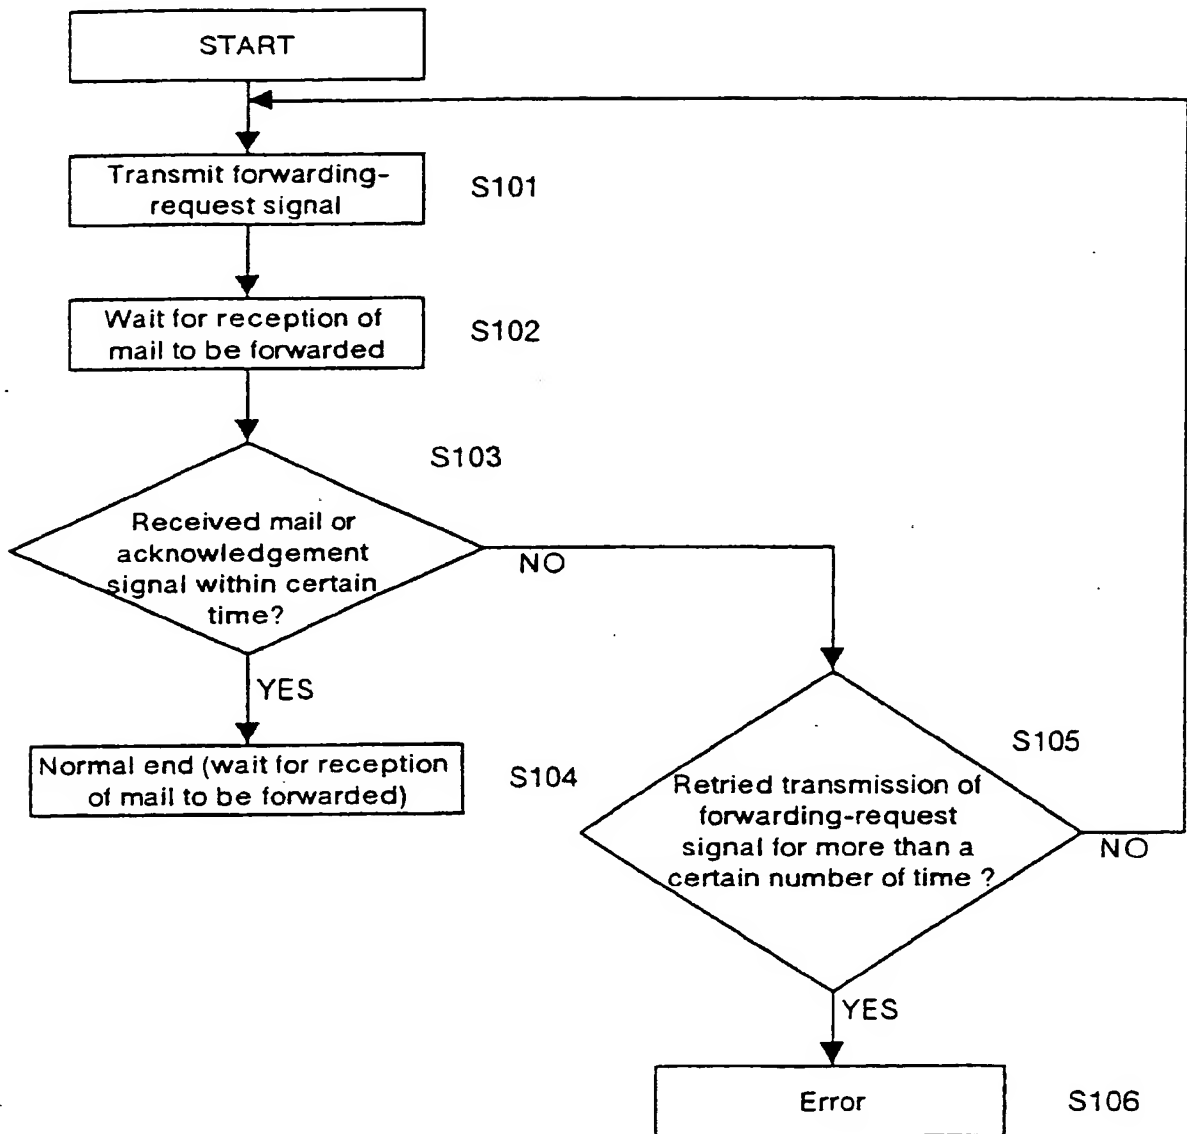 START
Transmit forwarding-
request signal
S101
Wait for reception of
mail to be forwarded
S102
S103
Received mail or
acknowledgement
signal within certain
time?
NO
YES
Normal end (wait for reception
of mail to be forwarded)
S104
S105
Retried transmission of
forwarding-request
signal for more than a
certain number of time ?
NO
YES
Error
S106